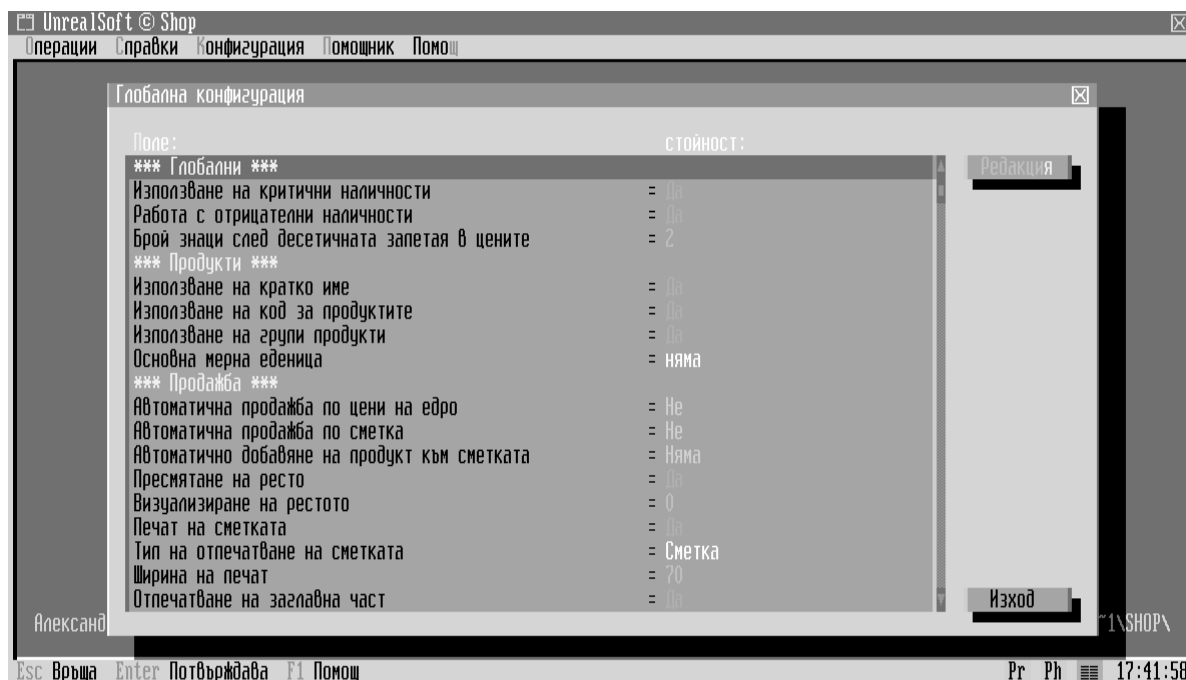 UnrealSoft © Shop
Операции Справки Конфигурация Помощник Помощ
Глобална конфигурация
Поле: стойност:
*** Глобални ***
Използване на критични наличности = Да
Работа с отрицателни наличности = Да
Брой знаци след десетичната запетая в цените = 2
*** Продукти ***
Използване на кратко име = Да
Използване на код за продуктите = Да
Използване на групи продукти = Да
Основна мерна еденица = няма
*** Продажба ***
Автоматична продажба по цени на едро = Не
Автоматична продажба по сметка = Не
Автоматично добавяне на продукт към сметката = Няма
Пресмятане на ресто = Да
Визуализиране на рестото = 0
Печат на сметката = Да
Тип на отпечатване на сметката = Сметка
Ширина на печат = 70
Отпечатване на заглавна част = Да
Редакция
Изход
Александ
~1\SHOP\
Esc Връща Enter Потвърждава F1 Помощ Pr Ph 17:41:58